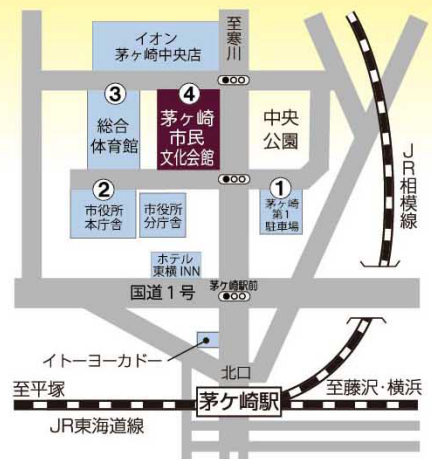 イオン
茅ヶ崎中央店
至寒川
③
総合
体育館
④
茅ヶ崎
市民
文化会館
中央
公園
JR相模線
②
市役所
本庁舎
市役所
分庁舎
①
茅ヶ崎
第1
駐車場
ホテル
東横INN
国道1号
茅ケ崎駅前
イトーヨーカドー
北口
至平塚
茅ケ崎駅
至藤沢・横浜
JR東海道線